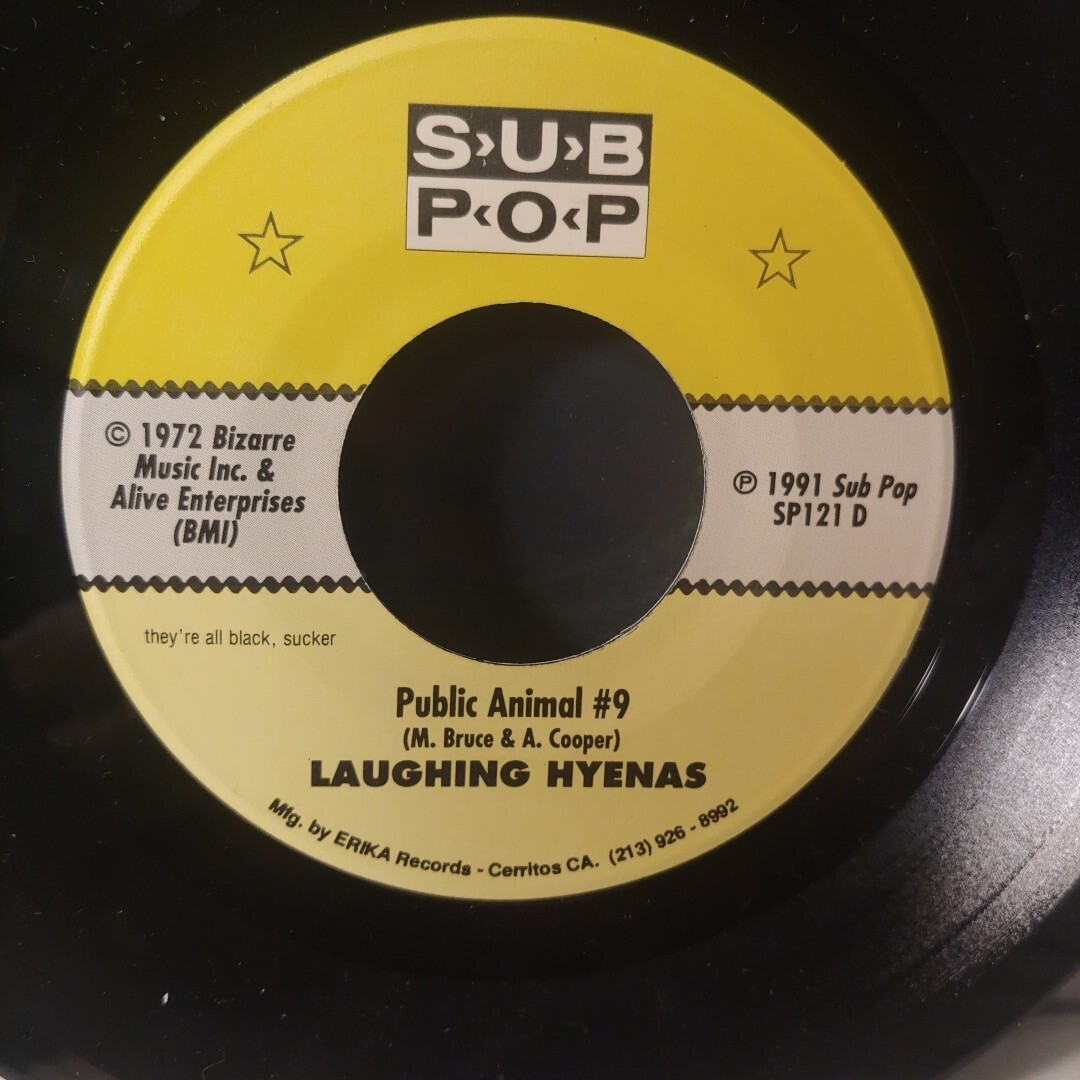 S›U›B
P‹O‹P
© 1972 Bizarre
Music Inc. &
Alive Enterprises
(BMI)
℗ 1991 Sub Pop
SP121 D
they're all black, sucker
Public Animal #9
(M. Bruce & A. Cooper)
LAUGHING HYENAS
Mfg. by ERIKA Records - Cerritos CA. (213) 926 - 8992